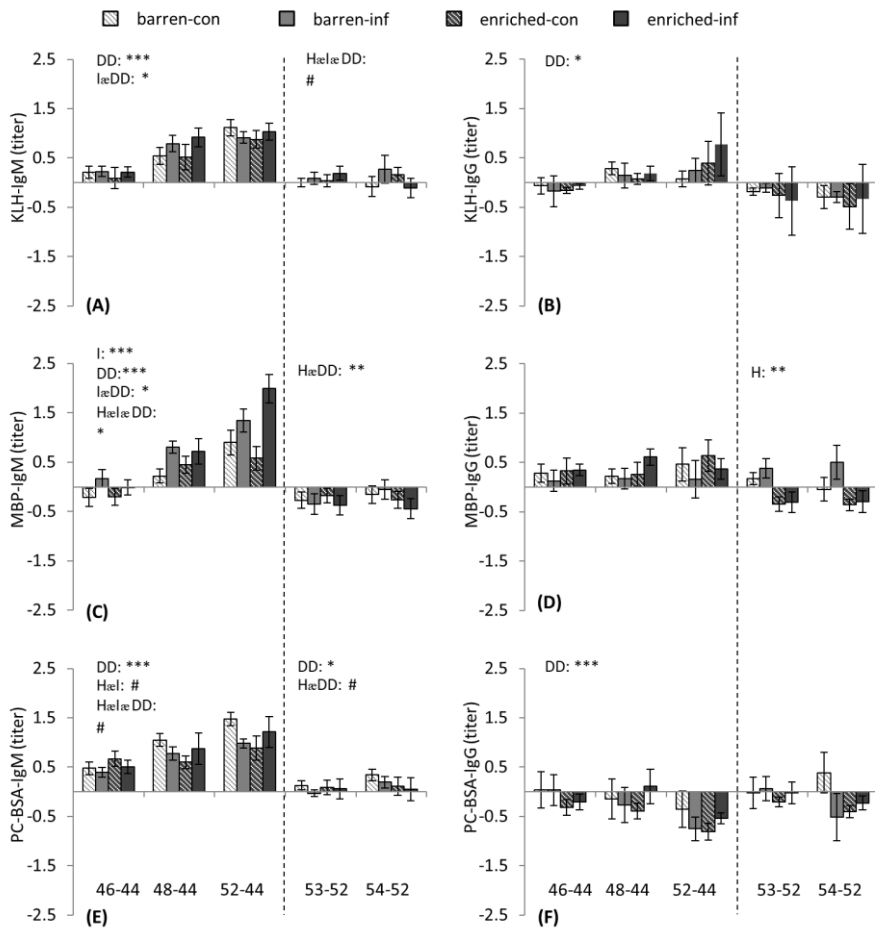 barren-con barren-inf enriched-con enriched-inf
2.5
1.5
0.5
-0.5
-1.5
-2.5
KLH-IgM (titer)
DD: ***
IæDD: *
HæIæDD:
#
(A)
2.5
1.5
0.5
-0.5
-1.5
-2.5
KLH-IgG (titer)
DD: *
(B)
2.5
1.5
0.5
-0.5
-1.5
-2.5
MBP-IgM (titer)
I: ***
DD:***
IæDD: *
HæIæDD:
*
HæDD: **
(C)
2.5
1.5
0.5
-0.5
-1.5
-2.5
MBP-IgG (titer)
H: **
(D)
2.5
1.5
0.5
-0.5
-1.5
-2.5
PC-BSA-IgM (titer)
DD: ***
HæI: #
HæIæDD:
#
DD: *
HæDD: #
46-44 48-44 52-44 53-52 54-52
(E)
2.5
1.5
0.5
-0.5
-1.5
-2.5
PC-BSA-IgG (titer)
DD: ***
46-44 48-44 52-44 53-52 54-52
(F)